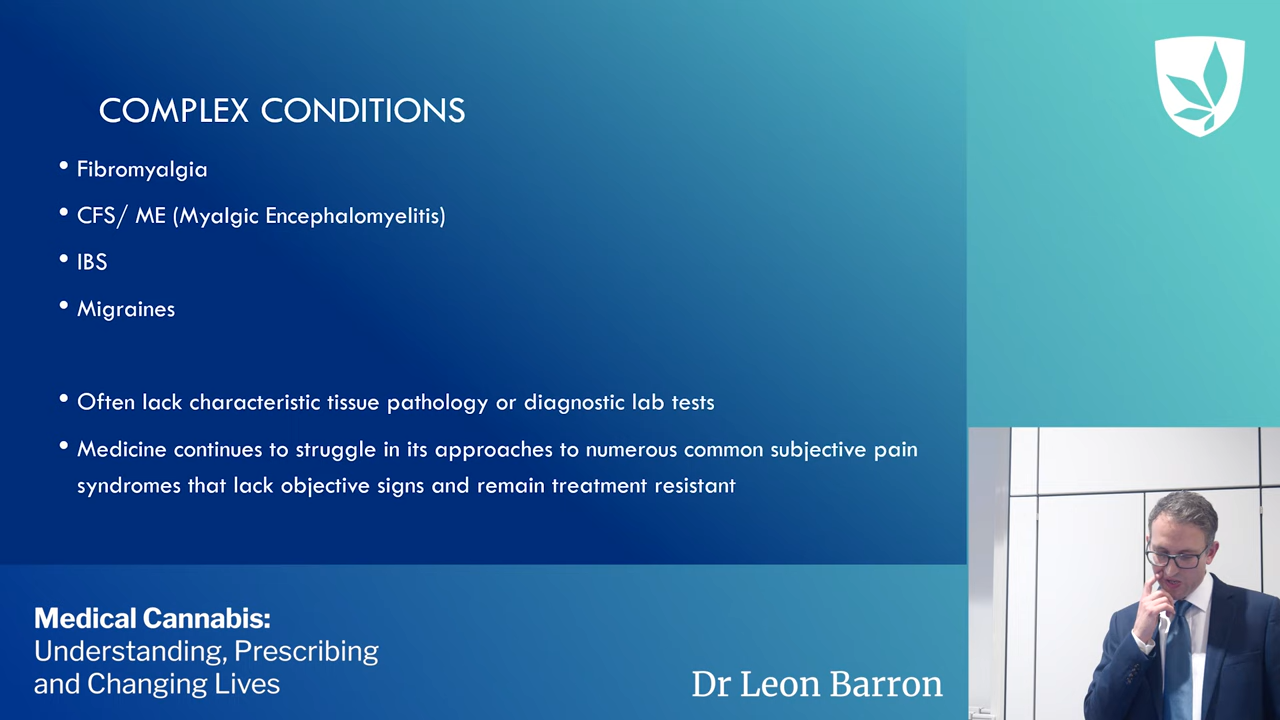 COMPLEX CONDITIONS
• Fibromyalgia
• CFS/ ME (Myalgic Encephalomyelitis)
• IBS
• Migraines
• Often lack characteristic tissue pathology or diagnostic lab tests
• Medicine continues to struggle in its approaches to numerous common subjective pain
syndromes that lack objective signs and remain treatment resistant
Medical Cannabis:
Understanding, Prescribing
and Changing Lives
Dr Leon Barron